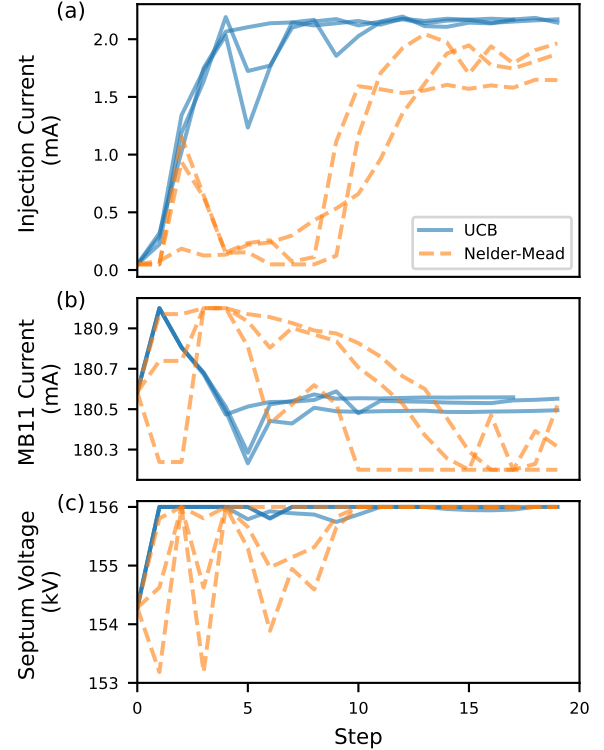 (a)
2.0
1.5
1.0
0.5
0.0
Injection Current
(mA)
UCB
Nelder-Mead
(b)
180.9
180.7
180.5
180.3
MB11 Current
(mA)
(c)
156
155
154
153
Septum Voltage
(kV)
0
5
10
15
20
Step